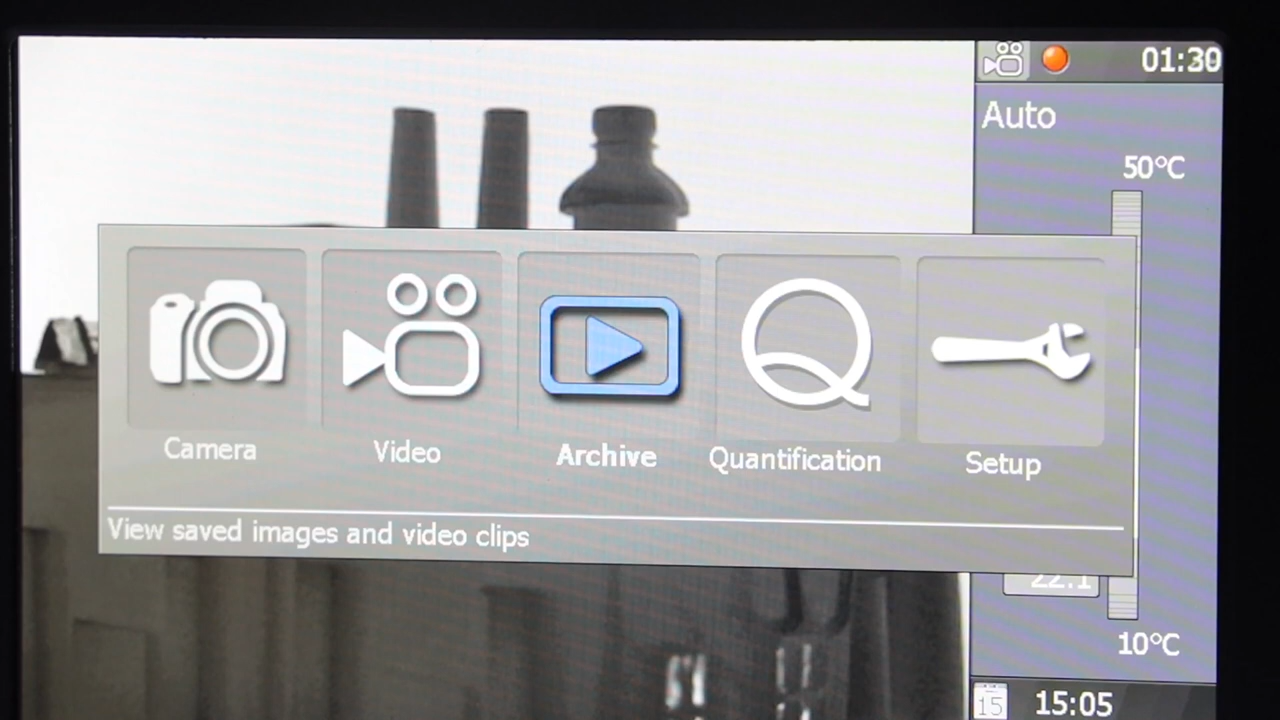 01:30
Auto
50°C
Camera
Video
Archive
Quantification
Setup
View saved images and video clips
22.1
10°C
15
15:05